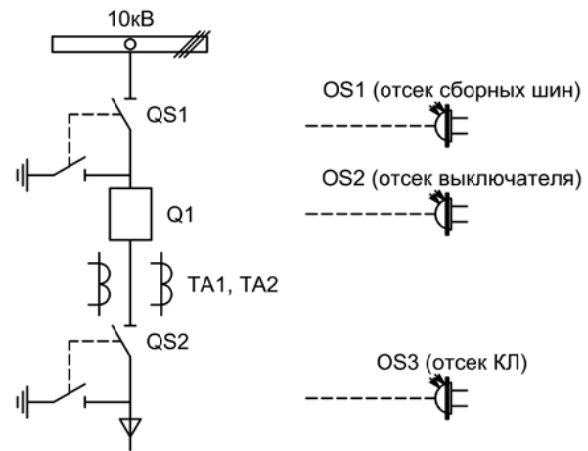 10кВ
OS1 (отсек сборных шин)
QS1
OS2 (отсек выключателя)
Q1
TA1, TA2
QS2
OS3 (отсек КЛ)